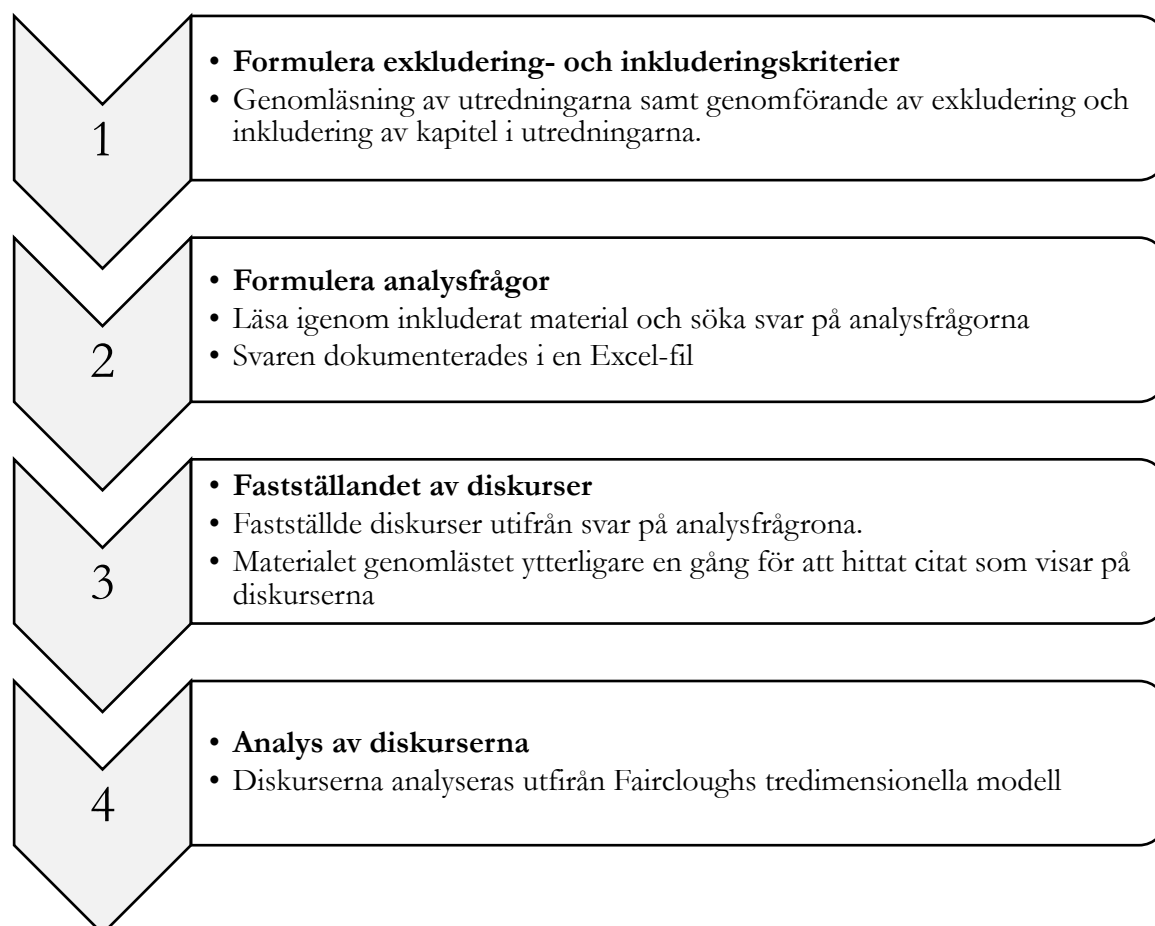 1
• Formulera exkludering- och inkluderingskriterier
• Genomläsning av utredningarna samt genomförande av exkludering och
inkludering av kapitel i utredningarna.
2
• Formulera analysfrågor
• Läsa igenom inkluderat material och söka svar på analysfrågorna
• Svaren dokumenterades i en Excel-fil
3
• Fastställandet av diskurser
• Fastställde diskurser utifrån svar på analysfrågrona.
• Materialet genomlästet ytterligare en gång för att hittat citat som visar på
diskurserna
4
• Analys av diskurserna
• Diskurserna analyseras utfirån Faircloughs tredimensionella modell